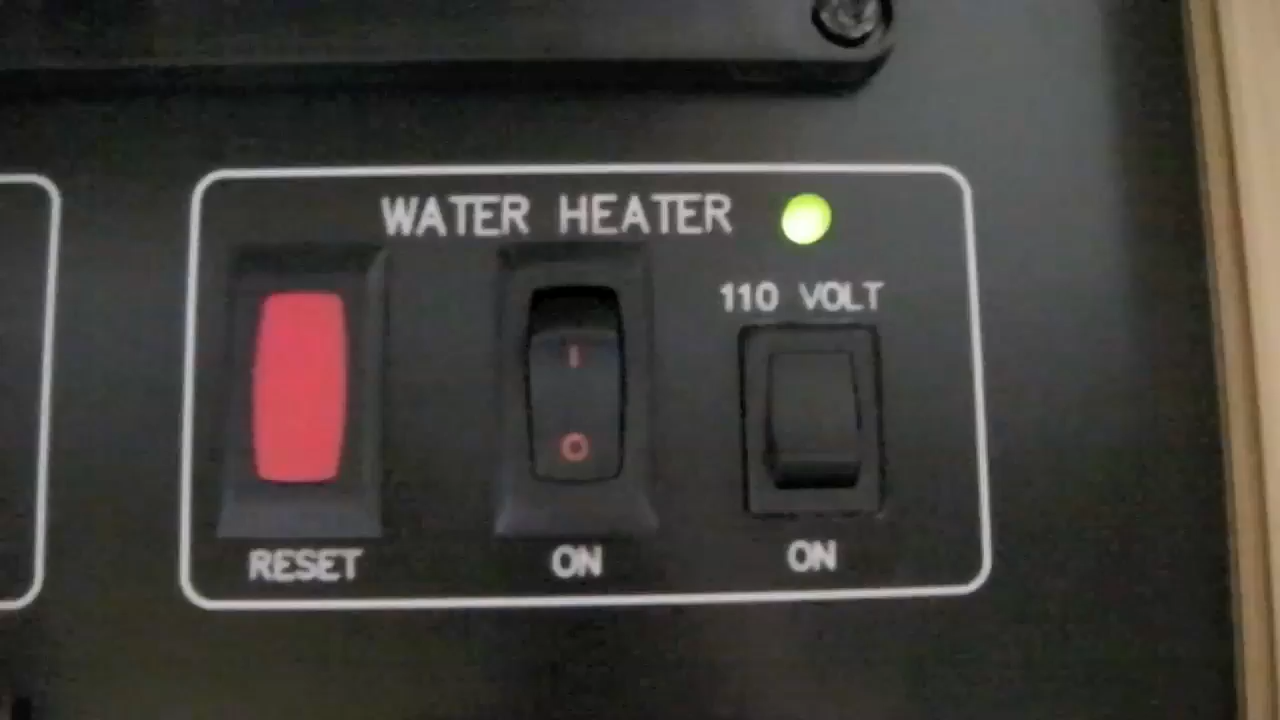 WATER HEATER
110 VOLT
I
O
RESET
ON
ON